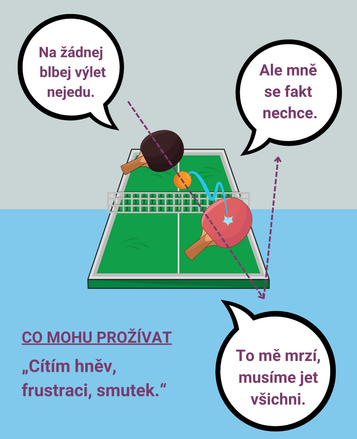 Na žádnej
blbej výlet
nejedu.
Ale mně
se fakt
nechce.
To mě mrzí,
musíme jet
všichni.
CO MOHU PROŽÍVAT
„Cítím hněv,
frustraci, smutek.“